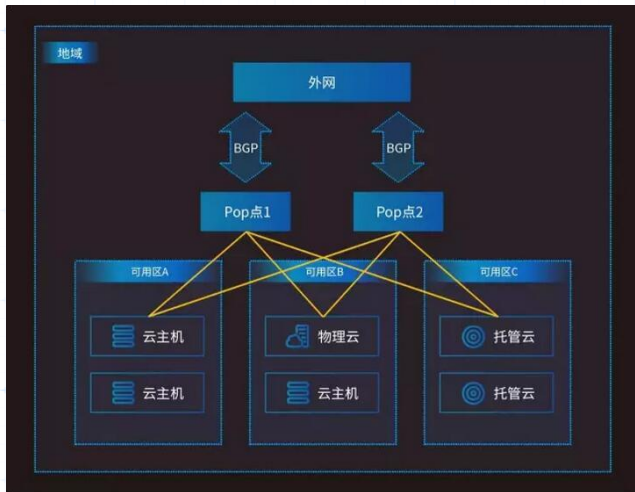 地域
外网
BGP
BGP
Pop点1
Pop点2
可用区A
可用区B
可用区C
云主机
物理云
托管云
云主机
云主机
托管云